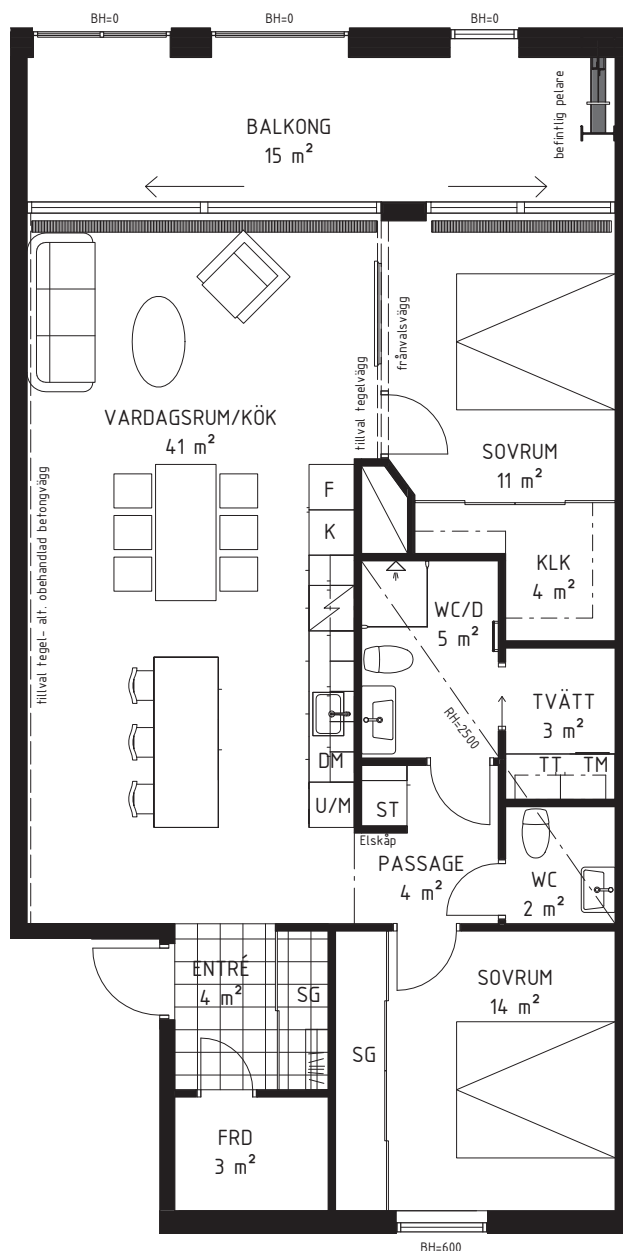 BH=0
BH=0
BH=0
BALKONG
15 m²
befintlig pelare
tillval tegelvägg
frånvalsvägg
VARDAGSRUM/KÖK
41 m²
SOVRUM
11 m²
tillval tegel- alt. obehandlad betongvägg
F
K
KLK
4 m²
WC/D
5 m²
RH=2500
TVÄTT
3 m²
TT
TM
DM
U/M
ST
Elskåp
PASSAGE
4 m²
WC
2 m²
ENTRÉ
4 m²
SG
SOVRUM
14 m²
SG
FRD
3 m²
BH=600